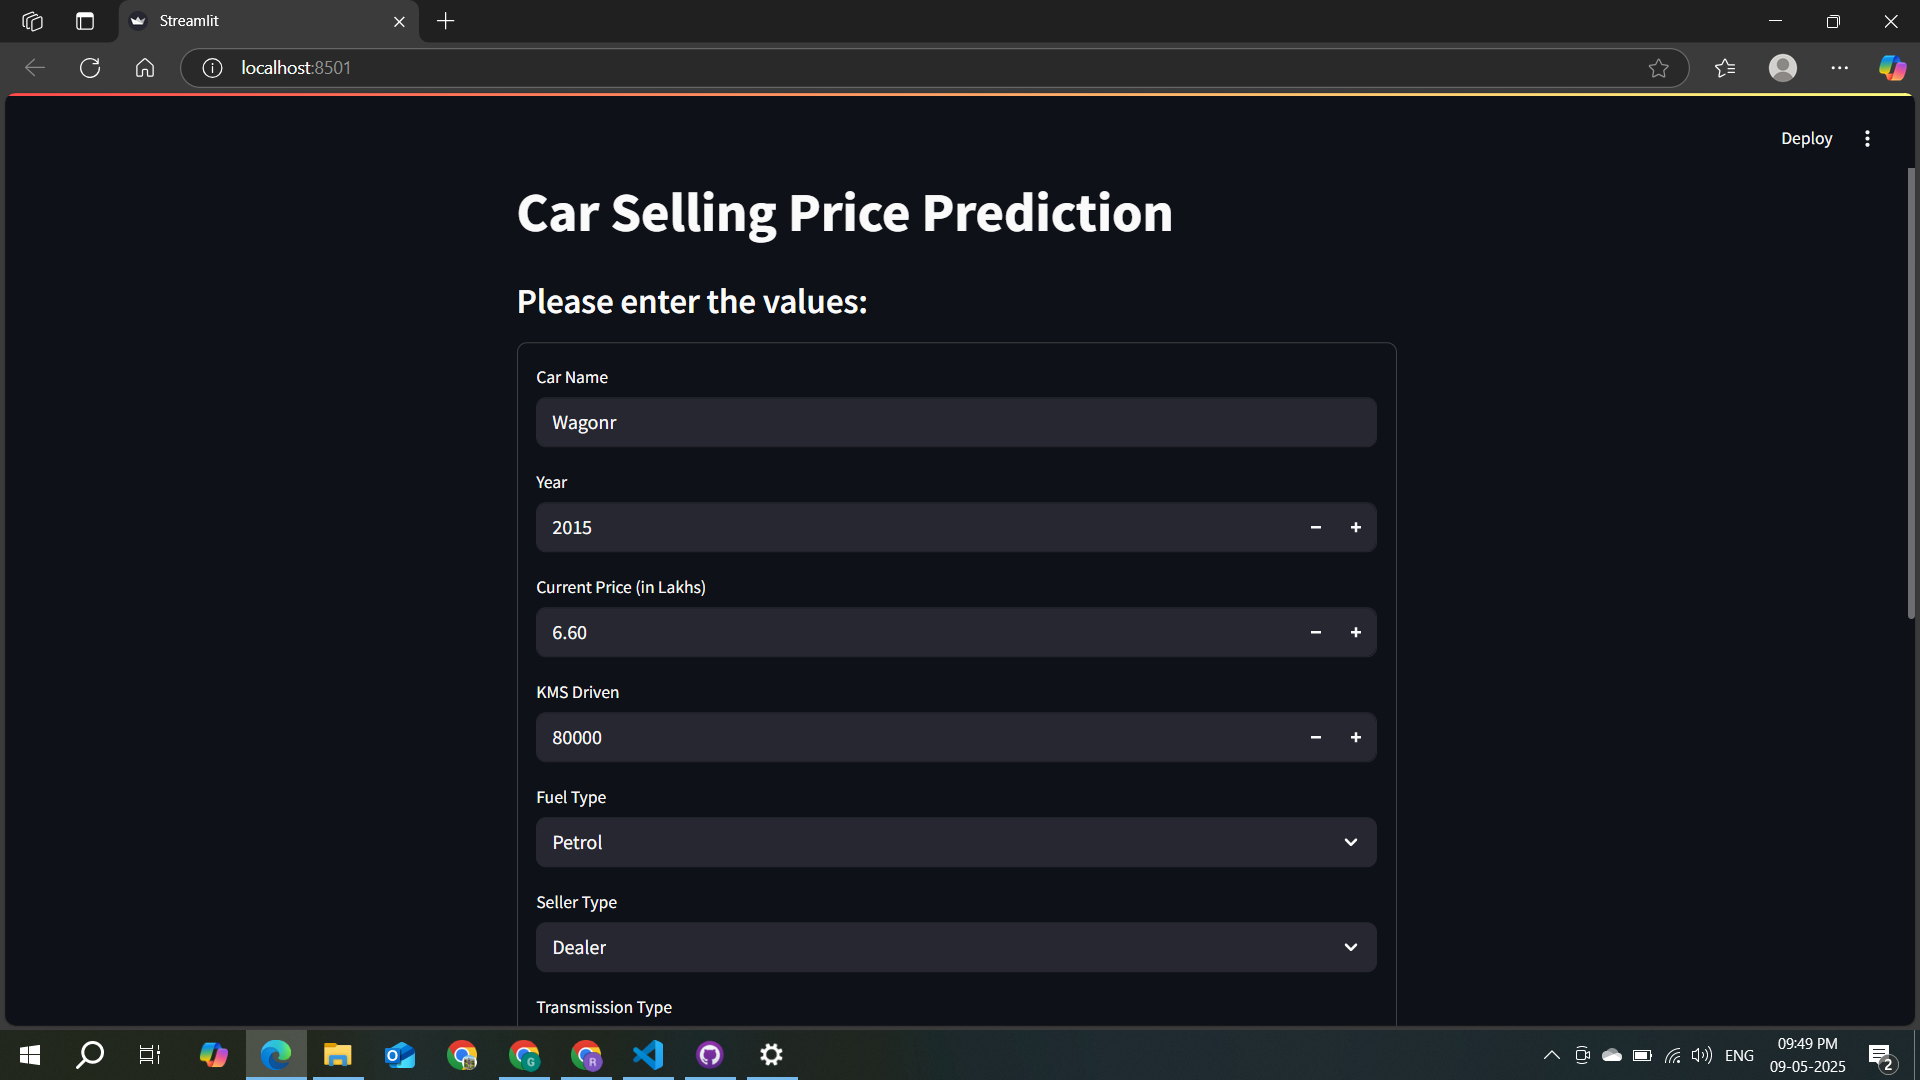 Streamlit
localhost:8501
Deploy
Car Selling Price Prediction
Please enter the values:
Car Name
Wagonr
Year
2015
Current Price (in Lakhs)
6.60
KMS Driven
80000
Fuel Type
Petrol
Seller Type
Dealer
Transmission Type
G
R
ENG
09:49 PM
09-05-2025
2